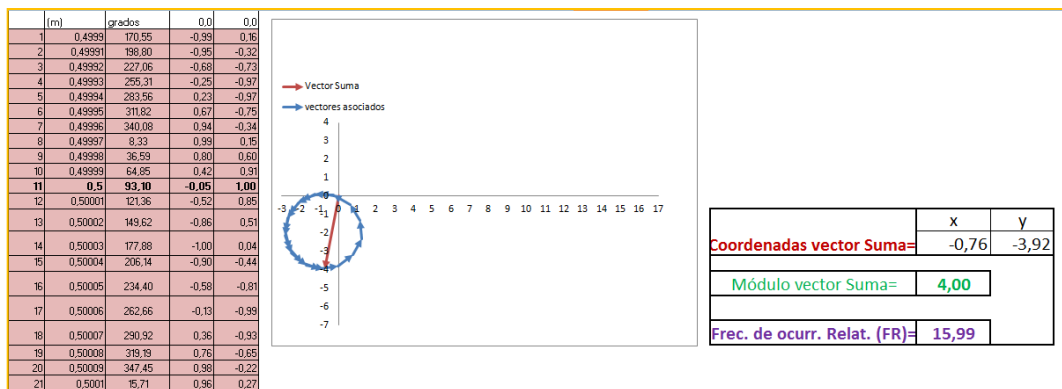 (m) grados 0,0 0,0
1 0,4999 170,55 -0,99 0,16
2 0,49991 198,80 -0,95 -0,32
3 0,49992 227,06 -0,68 -0,73
4 0,49993 255,31 -0,25 -0,97
5 0,49994 283,56 0,23 -0,97
6 0,49995 311,82 0,67 -0,75
7 0,49996 340,08 0,94 -0,34
8 0,49997 8,33 0,99 0,15
9 0,49998 36,59 0,80 0,60
10 0,49999 64,85 0,42 0,91
11 0,5 93,10 -0,05 1,00
12 0,50001 121,36 -0,52 0,85
13 0,50002 149,62 -0,86 0,51
14 0,50003 177,88 -1,00 0,04
15 0,50004 206,14 -0,90 -0,44
16 0,50005 234,40 -0,58 -0,81
17 0,50006 262,66 -0,13 -0,99
18 0,50007 290,92 0,36 -0,93
19 0,50008 319,19 0,76 -0,65
20 0,50009 347,45 0,98 -0,22
21 0,5001 15,71 0,96 0,27
Vector Suma
vectores asociados
4
3
2
1
0
-3 -2 -1 0 1 2 3 4 5 6 7 8 9 10 11 12 13 14 15 16 17
-1
-2
-3
-4
-5
-6
-7
x y
Coordenadas vector Suma= -0,76 -3,92
Módulo vector Suma= 4,00
Frec. de ocurr. Relat. (FR)= 15,99